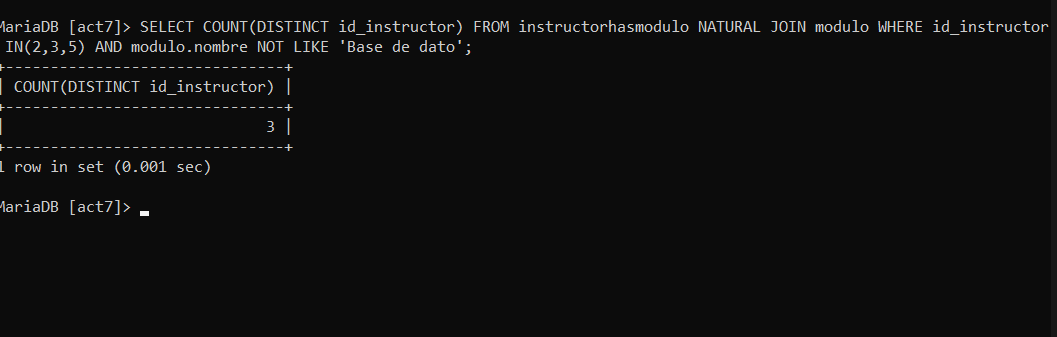 MariaDB [act7]> SELECT COUNT(DISTINCT id_instructor) FROM instructorhasmodulo NATURAL JOIN modulo WHERE id_instructor
IN(2,3,5) AND modulo.nombre NOT LIKE 'Base de dato';
+------------------------------+
| COUNT(DISTINCT id_instructor) |
+------------------------------+
| 3 |
+------------------------------+
1 row in set (0.001 sec)
MariaDB [act7]>